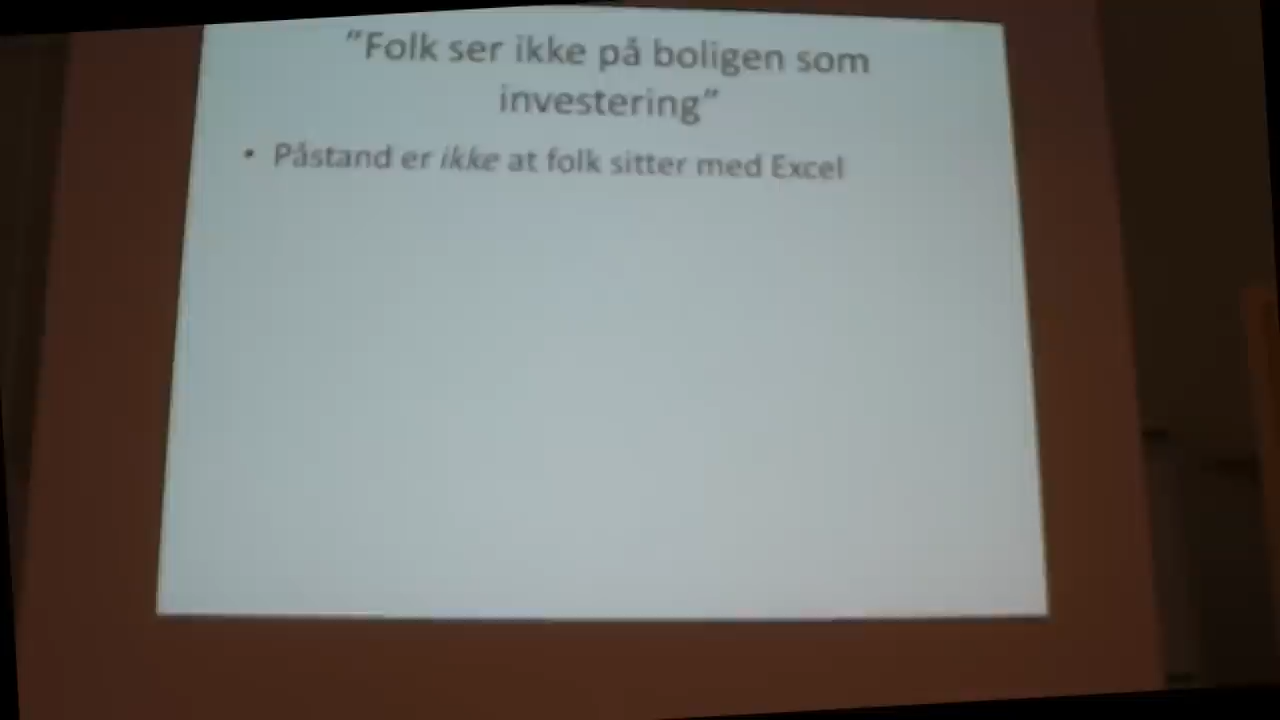 ”Folk ser ikke på boligen som
investering”
• Påstand er ikke at folk sitter med Excel